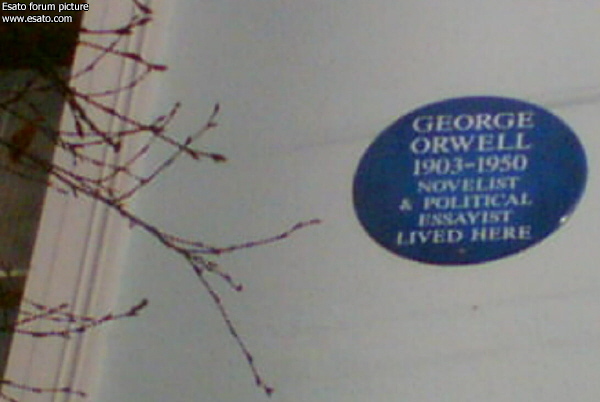 Esato forum picture
www.esato.com
GEORGE
ORWELL
1903-1950
NOVELIST
& POLITICAL
ESSAYIST
LIVED HERE